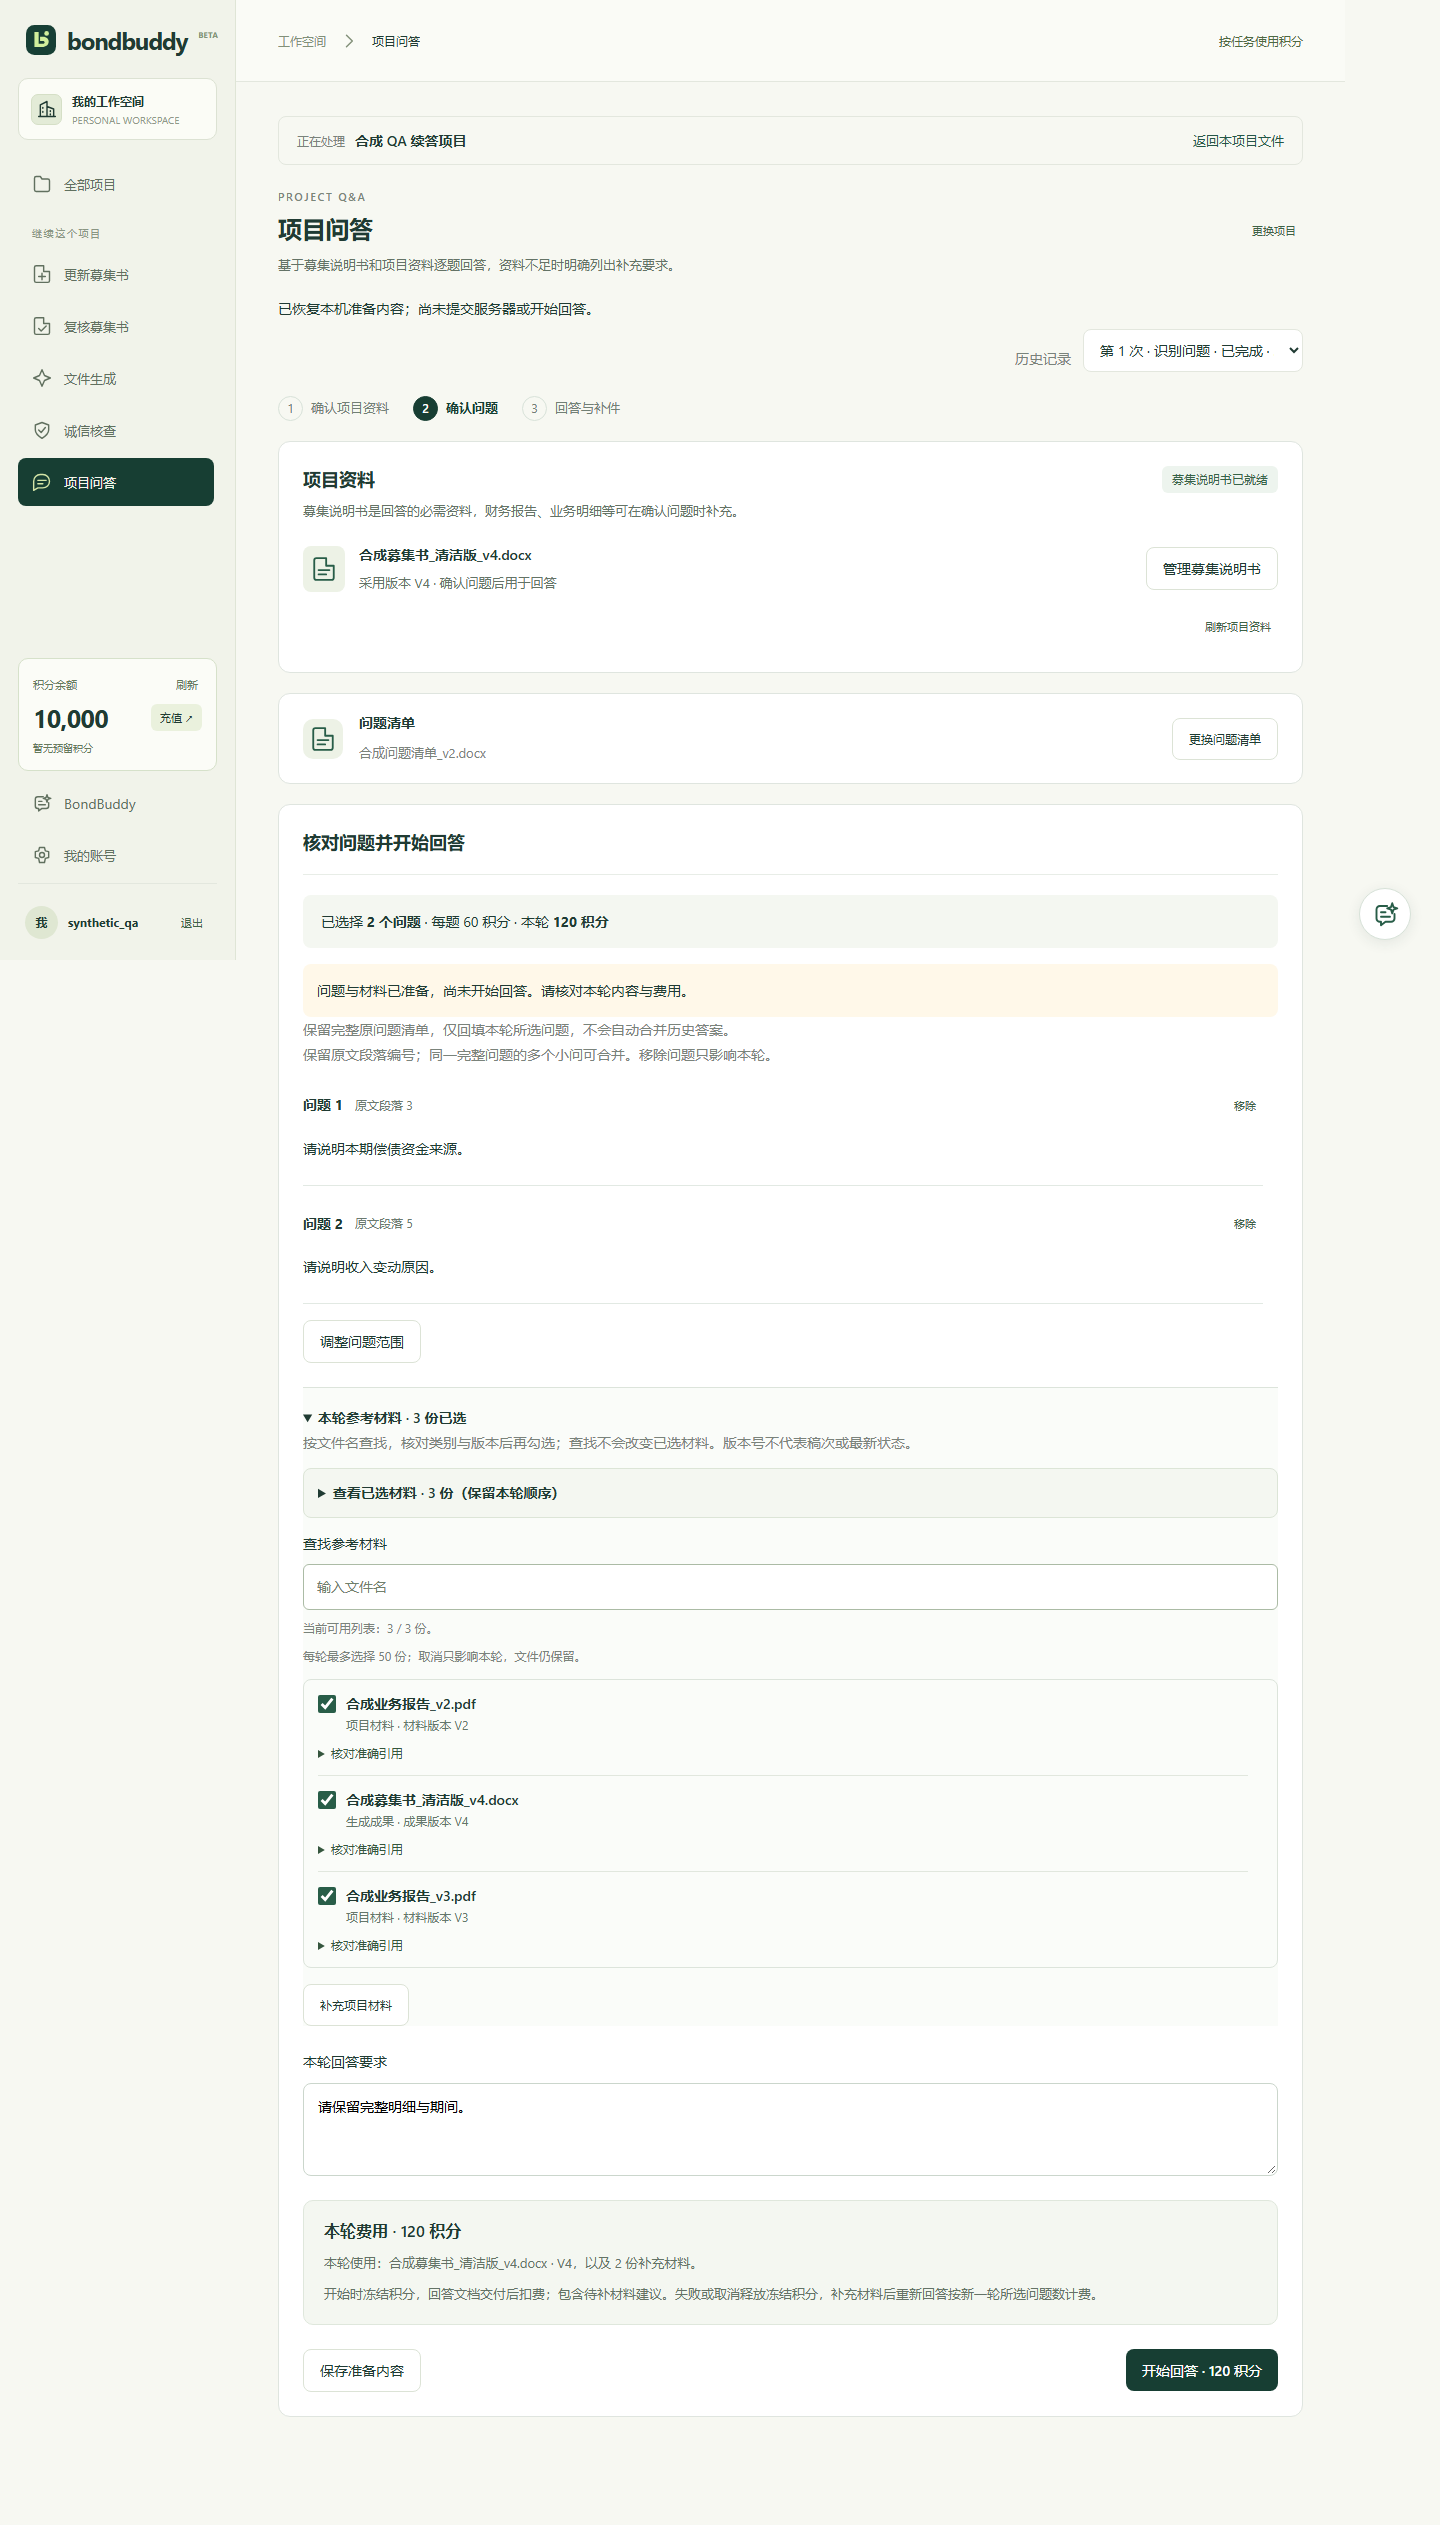 bondbuddy BETA
我的工作空间
PERSONAL WORKSPACE
全部项目
继续这个项目
更新募集书
复核募集书
文件生成
诚信核查
项目问答
积分余额 刷新
10,000 充值 ↗
暂无预留积分
BondBuddy
我的账号
我 synthetic_qa 退出
工作空间 > 项目问答 按任务使用积分
正在处理 合成 QA 续答项目 返回本项目文件
PROJECT Q&A
项目问答 更换项目
基于募集说明书和项目资料逐题回答，资料不足时明确列出补充要求。
已恢复本机准备内容；尚未提交服务器或开始回答。
历史记录 第 1 次 · 识别问题 · 已完成 ·
1 确认项目资料 2 确认问题 3 回答与补件
项目资料 募集说明书已就绪
募集说明书是回答的必需资料，财务报告、业务明细等可在确认问题时补充。
合成募集书_清洁版_v4.docx
采用版本 V4 · 确认问题后用于回答
管理募集说明书
刷新项目资料
问题清单
合成问题清单_v2.docx
更换问题清单
核对问题并开始回答
已选择 2 个问题 · 每题 60 积分 · 本轮 120 积分
问题与材料已准备，尚未开始回答。请核对本轮内容与费用。
保留完整原问题清单，仅回填本轮所选问题，不会自动合并历史答案。
保留原文段落编号；同一完整问题的多个小问可合并。移除问题只影响本轮。
问题 1 原文段落 3 移除
请说明本期偿债资金来源。
问题 2 原文段落 5 移除
请说明收入变动原因。
调整问题范围
▼ 本轮参考材料 · 3 份已选
按文件名查找，核对类别与版本后再勾选；查找不会改变已选材料。版本号不代表稿次或最新状态。
▶ 查看已选材料 · 3 份（保留本轮顺序）
查找参考材料
输入文件名
当前可用列表：3 / 3 份。
每轮最多选择 50 份；取消只影响本轮，文件仍保留。
合成业务报告_v2.pdf
项目材料 · 材料版本 V2
▶ 核对准确引用
合成募集书_清洁版_v4.docx
生成成果 · 成果版本 V4
▶ 核对准确引用
合成业务报告_v3.pdf
项目材料 · 材料版本 V3
▶ 核对准确引用
补充项目材料
本轮回答要求
请保留完整明细与期间。
本轮费用 · 120 积分
本轮使用：合成募集书_清洁版_v4.docx · V4，以及 2 份补充材料。
开始时冻结积分，回答文档交付后扣费；包含待补材料建议。失败或取消释放冻结积分，补充材料后重新回答按新一轮所选问题数计费。
保存准备内容 开始回答 · 120 积分